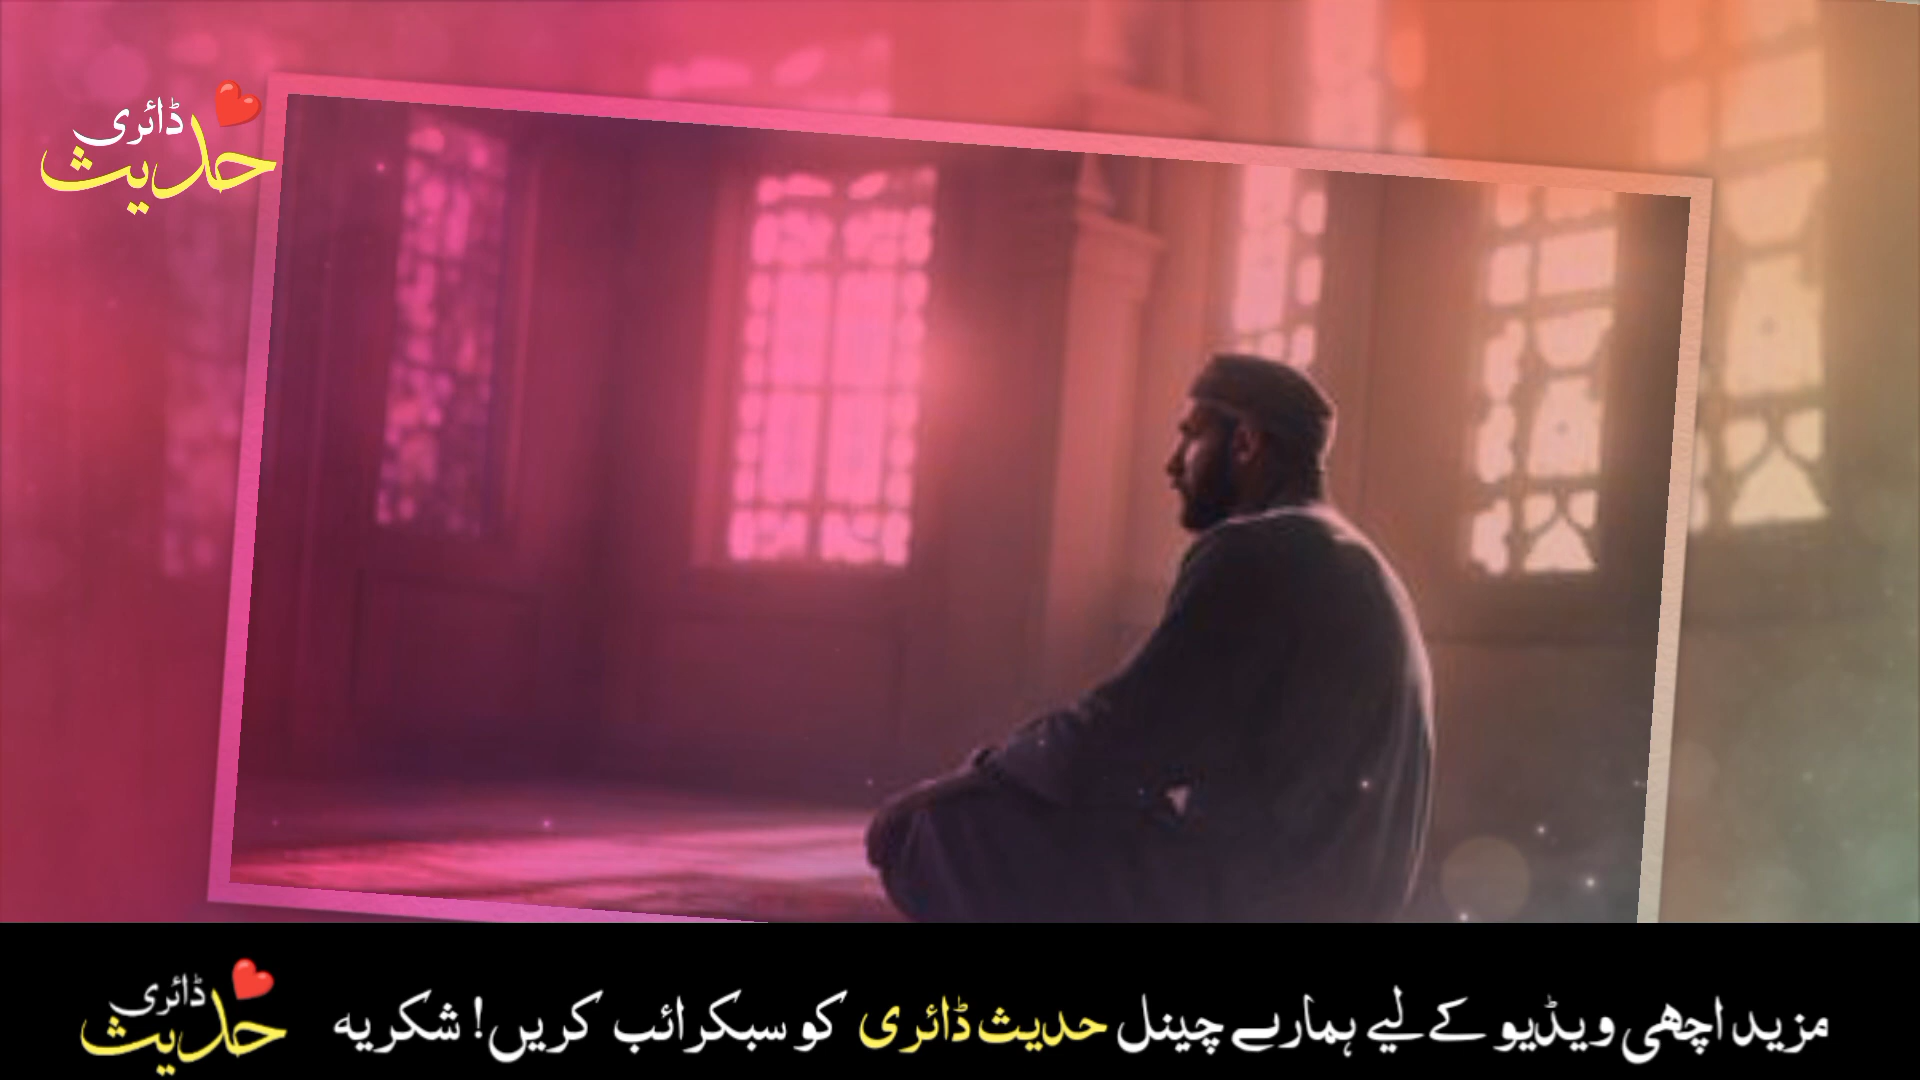 ڈائری
حدیث
مزید اچھی ویڈیو کے لیے ہمارے چینل حدیث ڈائری کو سبکرائب کریں! شکریہ
ڈائری
حدیث